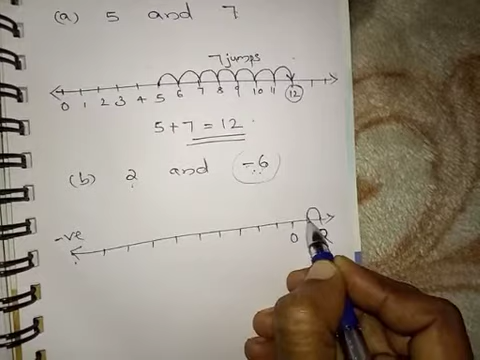 (a) 5 and 7
7 jumps
0 1 2 3 4 5 6 7 8 9 10 11 12
5 + 7 = 12
(b) 2 and -6
-ve
0 2